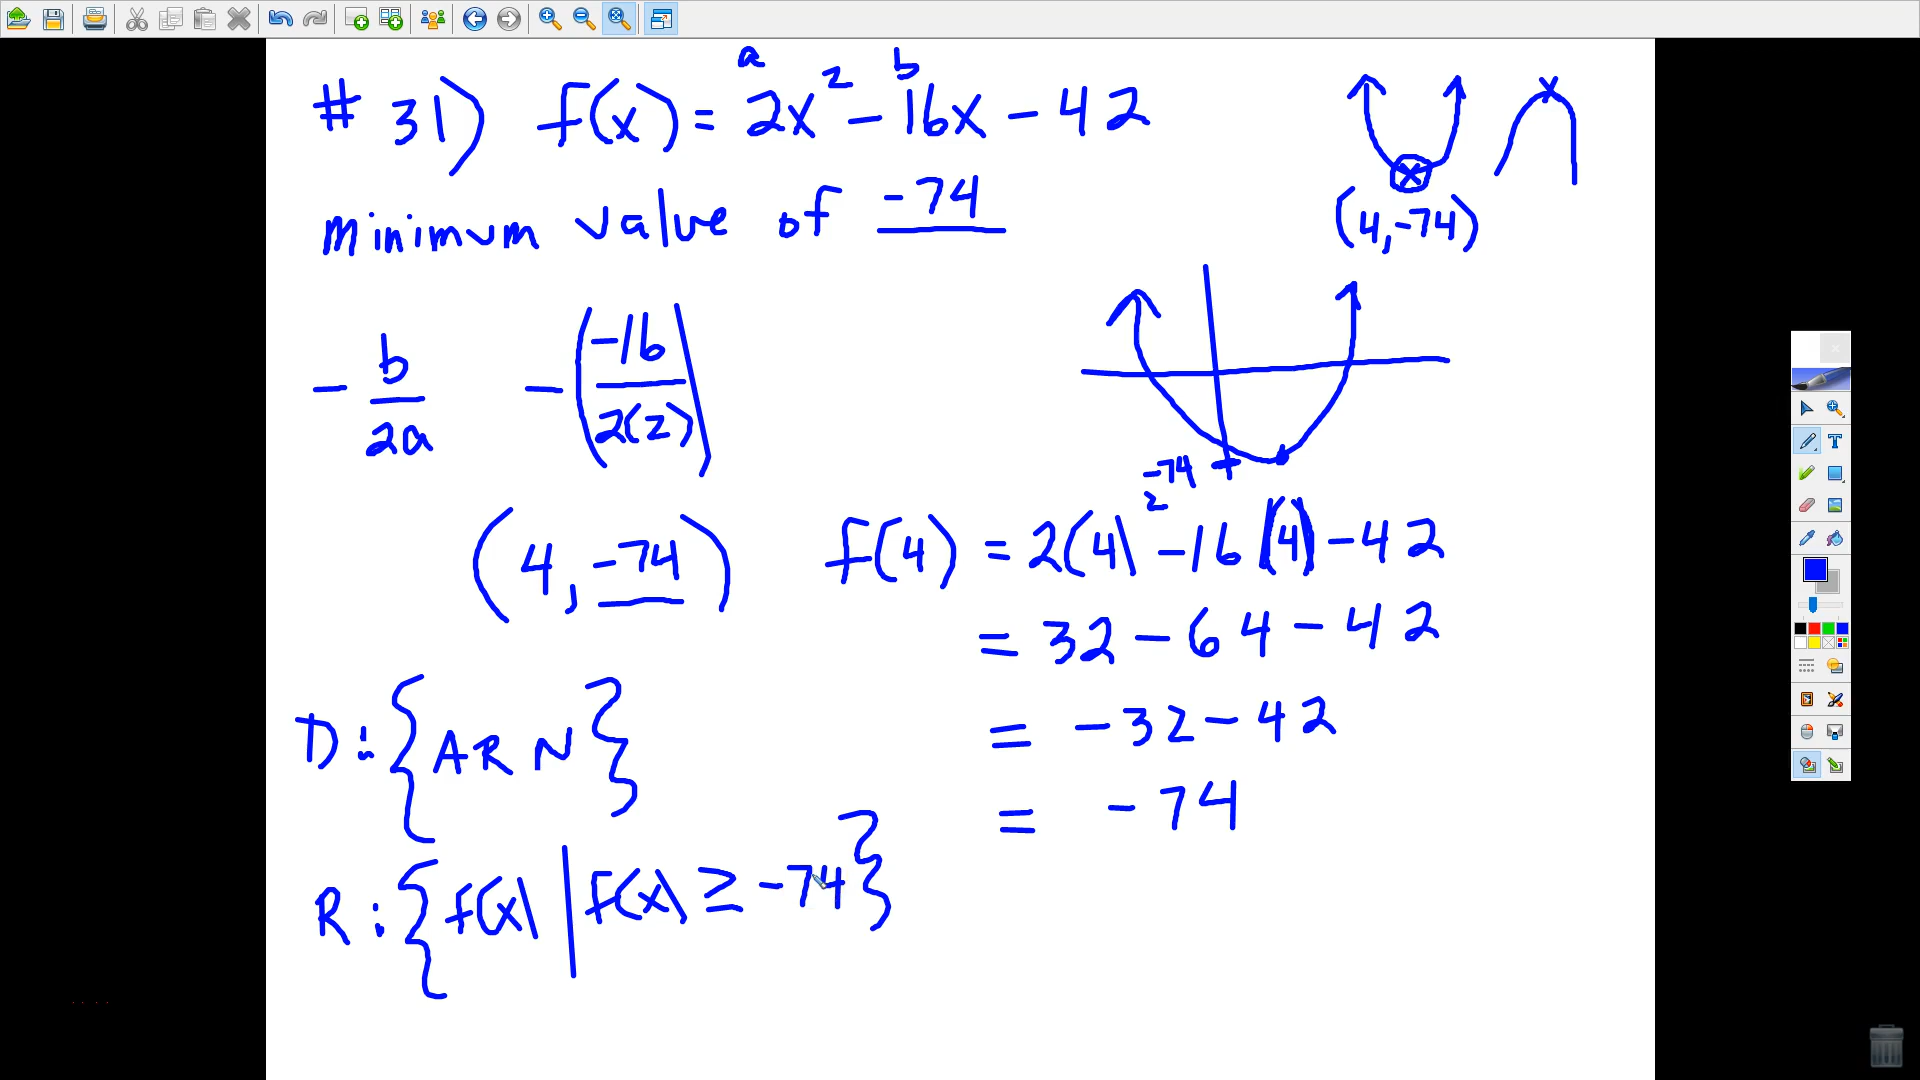 # 31) f(x) = 2x² - 16x - 42
a b
minimum value of -74
(4, -74)
- b/2a -(-16/2(2))
-74
(4, -74)
f(4) = 2(4)² - 16(4) - 42
= 32 - 64 - 42
= -32 - 42
= -74
D: {ARN}
R: {f(x) | f(x) ≥ -74}